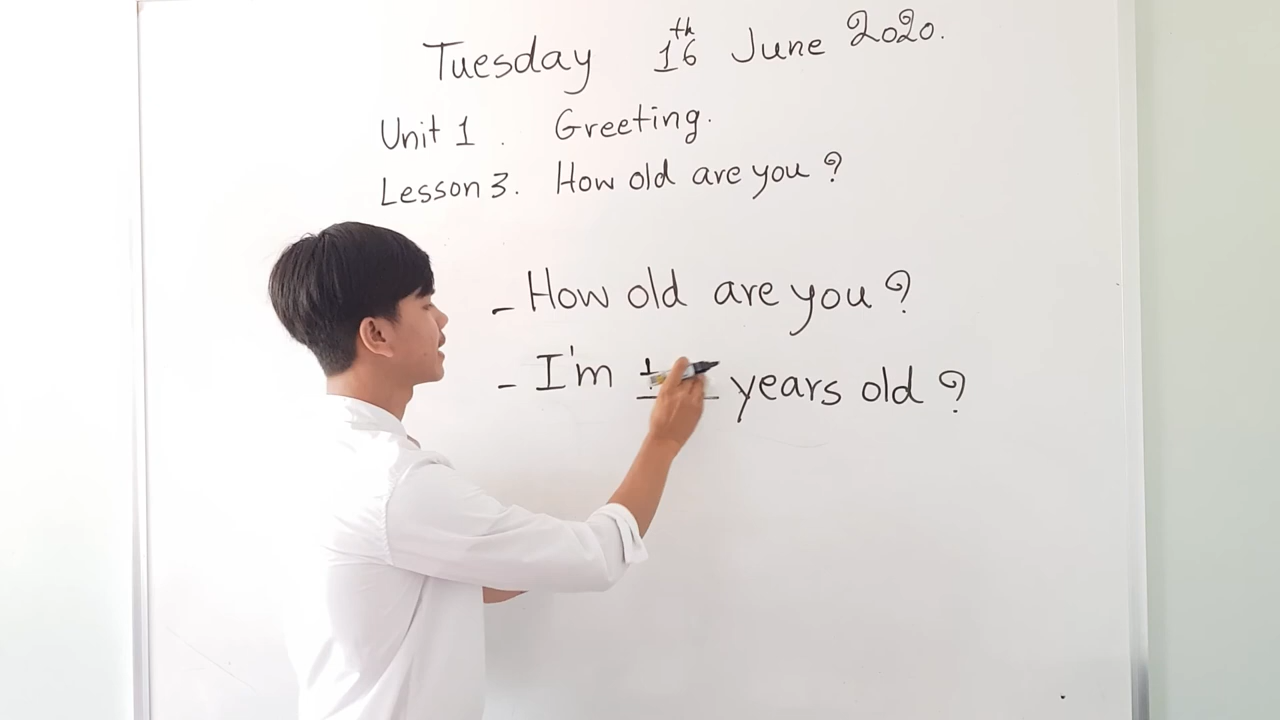 Tuesday 16th June 2020.
Unit 1. Greeting.
Lesson 3. How old are you?
- How old are you?
- I'm years old?